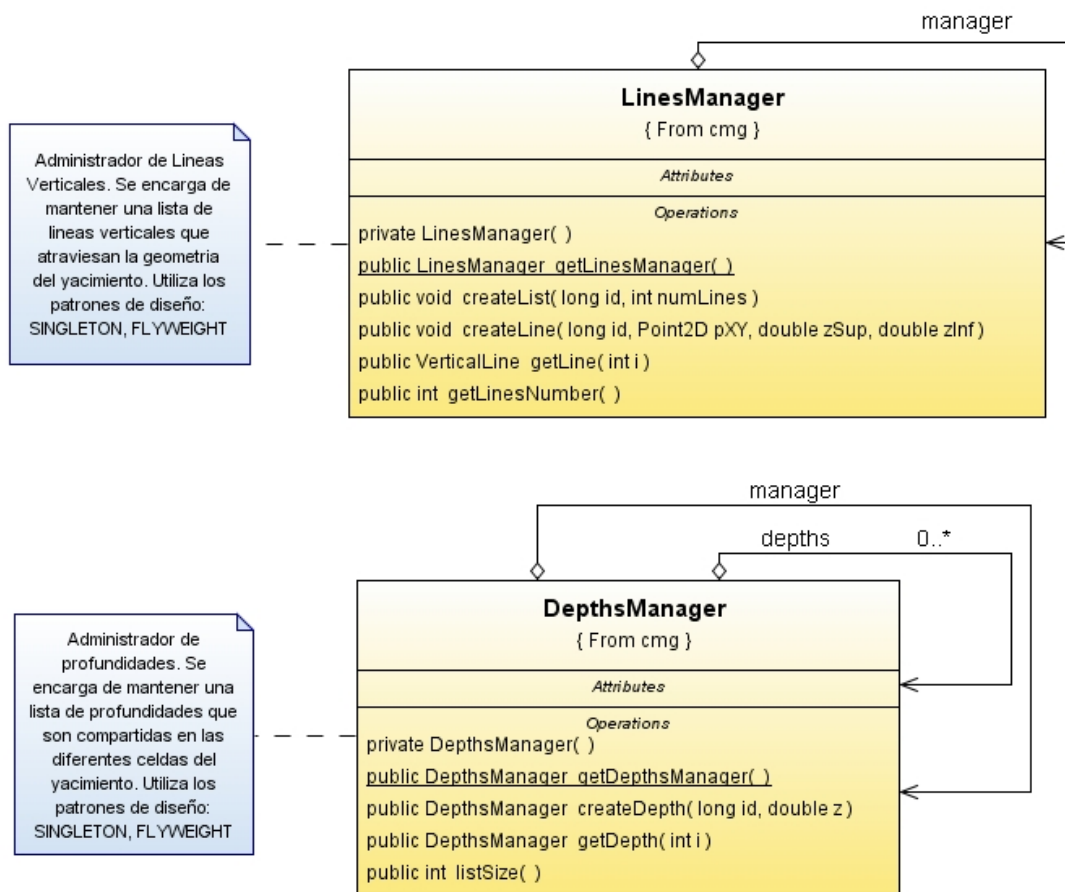 manager
LinesManager
{ From cmg }
Attributes
Operations
private LinesManager( )
public LinesManager getLinesManager( )
public void createList( long id, int numLines )
public void createLine( long id, Point2D pXY, double zSup, double zInf )
public VerticalLine getLine( int i )
public int getLinesNumber( )
Administrador de Lineas
Verticales. Se encarga de
mantener una lista de
lineas verticales que
atraviesan la geometria
del yacimiento. Utiliza los
patrones de diseño:
SINGLETON, FLYWEIGHT
manager
depths 0..*
DepthsManager
{ From cmg }
Attributes
Operations
private DepthsManager( )
public DepthsManager getDepthsManager( )
public DepthsManager createDepth( long id, double z )
public DepthsManager getDepth( int i )
public int listSize( )
Administrador de
profundidades. Se
encarga de mantener una
lista de profundidades que
son compartidas en las
diferentes celdas del
yacimiento. Utiliza los
patrones de diseño:
SINGLETON, FLYWEIGHT